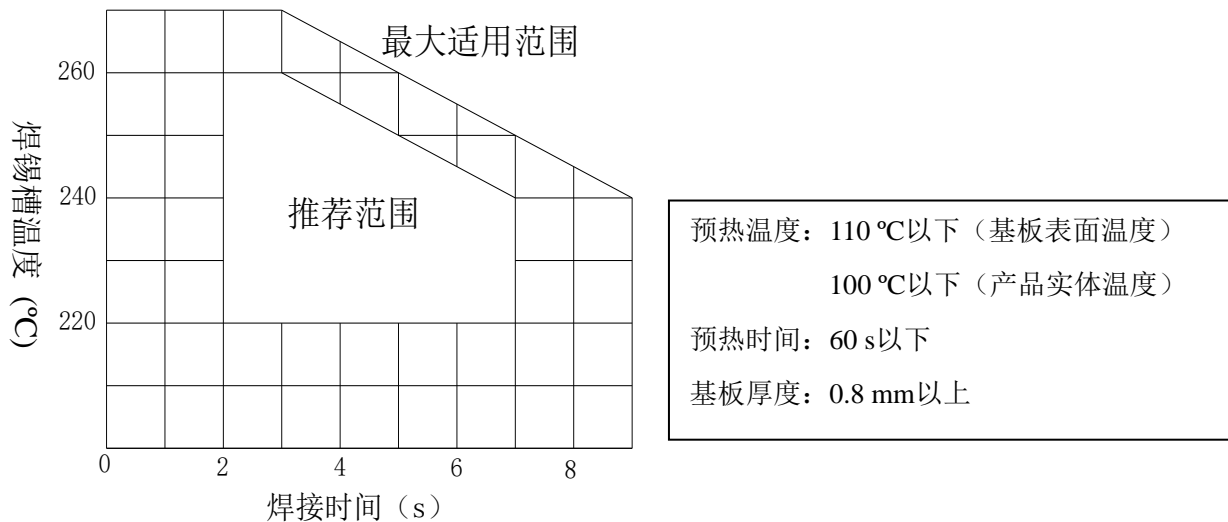 最大适用范围
260
240
220
焊锡槽温度 (℃)
推荐范围
0 2 4 6 8
焊接时间（s）
预热温度：110 ℃以下（基板表面温度）
100 ℃以下（产品实体温度）
预热时间：60 s以下
基板厚度：0.8 mm以上